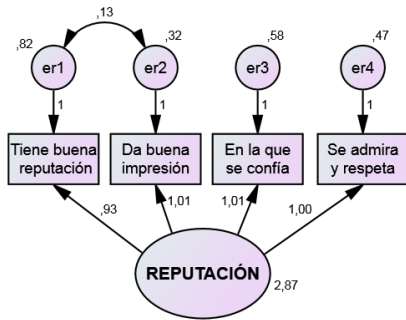 ,13
,82
,32
,58
,47
er1
er2
er3
er4
1
1
1
1
Tiene buena
reputación
Da buena
impresión
En la que
se confía
Se admira
y respeta
,93
1,01
1,01
1,00
REPUTACIÓN
2,87